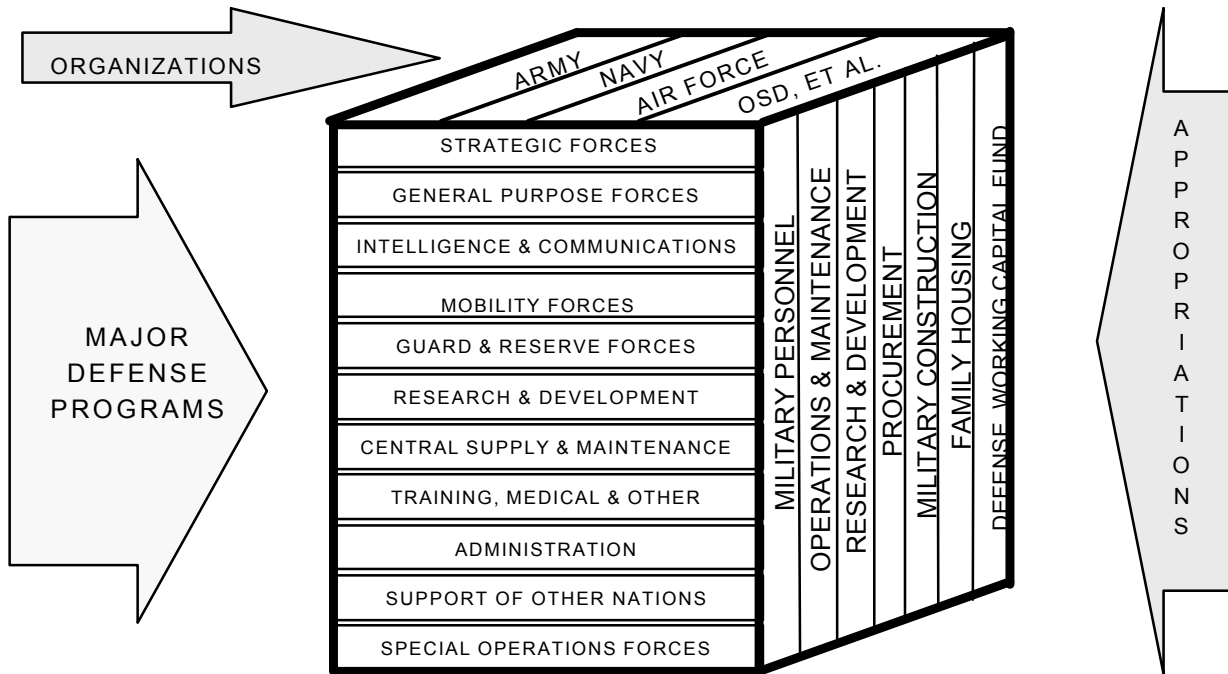 ORGANIZATIONS
ARMY
NAVY
AIR FORCE
OSD, ET AL.
MAJOR
DEFENSE
PROGRAMS
STRATEGIC FORCES
GENERAL PURPOSE FORCES
INTELLIGENCE & COMMUNICATIONS
MOBILITY FORCES
GUARD & RESERVE FORCES
RESEARCH & DEVELOPMENT
CENTRAL SUPPLY & MAINTENANCE
TRAINING, MEDICAL & OTHER
ADMINISTRATION
SUPPORT OF OTHER NATIONS
SPECIAL OPERATIONS FORCES
MILITARY PERSONNEL
OPERATIONS & MAINTENANCE
RESEARCH & DEVELOPMENT
PROCUREMENT
MILITARY CONSTRUCTION
FAMILY HOUSING
DEFENSE WORKING CAPITAL FUND
APPROPRIATIONS